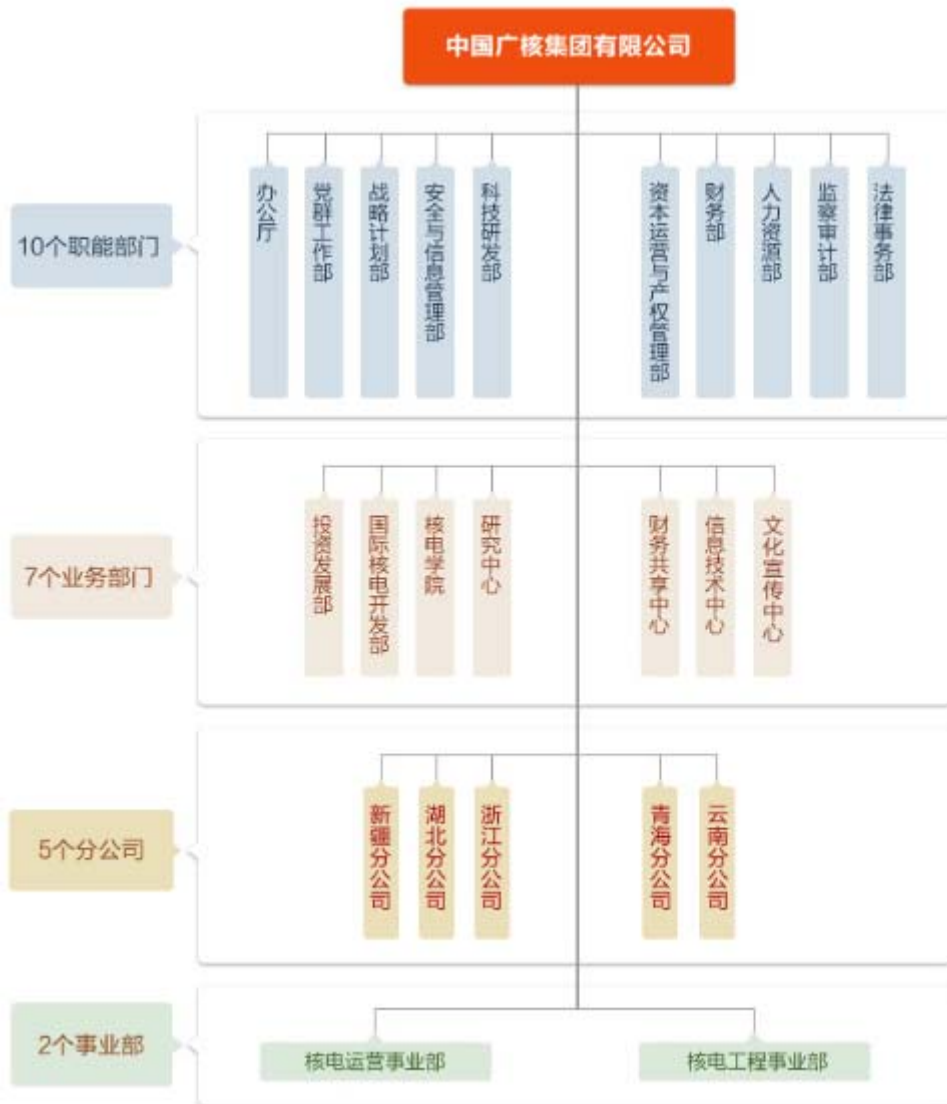 中国广核集团有限公司
10个职能部门
办公厅
党群工作部
战略计划部
安全与信息管理部
科技研发部
资本运营与产权管理部
财务部
人力资源部
监察审计部
法律事务部
7个业务部门
投资发展部
国际核电开发部
核电学院
研究中心
财务共享中心
信息技术中心
文化宣传中心
5个分公司
新疆分公司
湖北分公司
浙江分公司
青海分公司
云南分公司
2个事业部
核电运营事业部
核电工程事业部